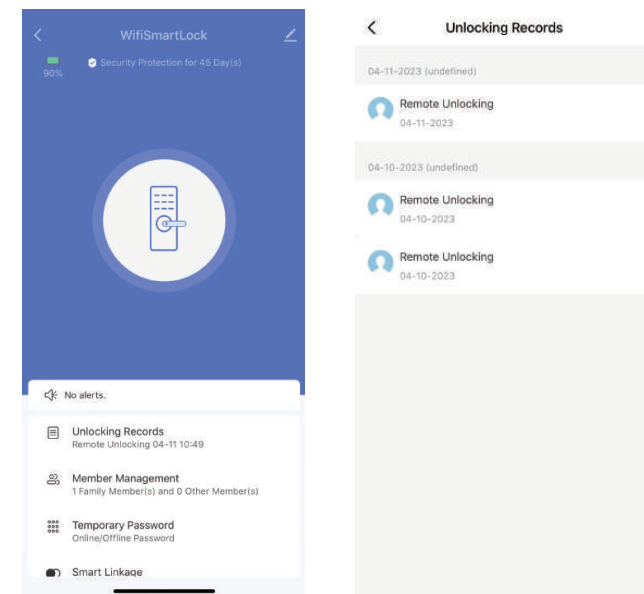 WifiSmartLock
90%
Security Protection for 45 Day(s)
No alerts.
Unlocking Records
Remote Unlocking 04-11 10:49
Member Management
1 Family Member(s) and 0 Other Member(s)
Temporary Password
Online/Offline Password
Smart Linkage
Unlocking Records
04-11-2023 (undefined)
Remote Unlocking
04-11-2023
04-10-2023 (undefined)
Remote Unlocking
04-10-2023
Remote Unlocking
04-10-2023